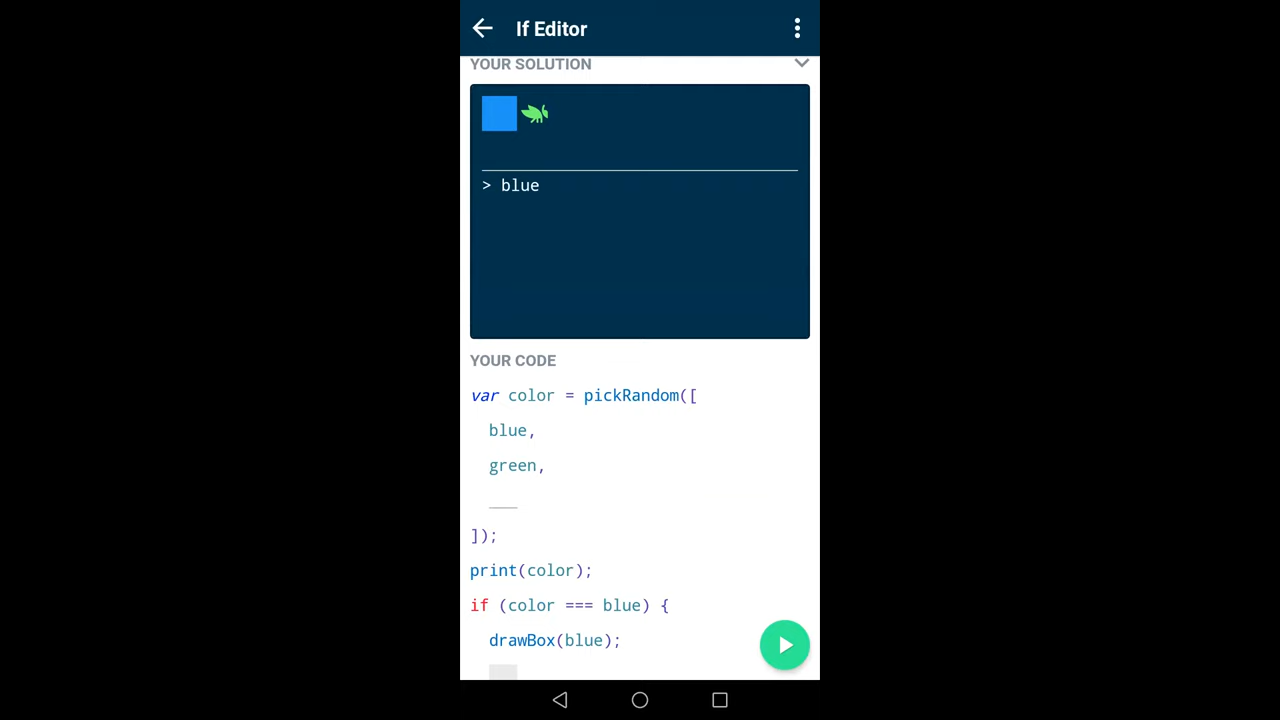 If Editor
YOUR SOLUTION
> blue
YOUR CODE
var color = pickRandom([
blue,
green,
___
]);
print(color);
if (color === blue) {
drawBox(blue);